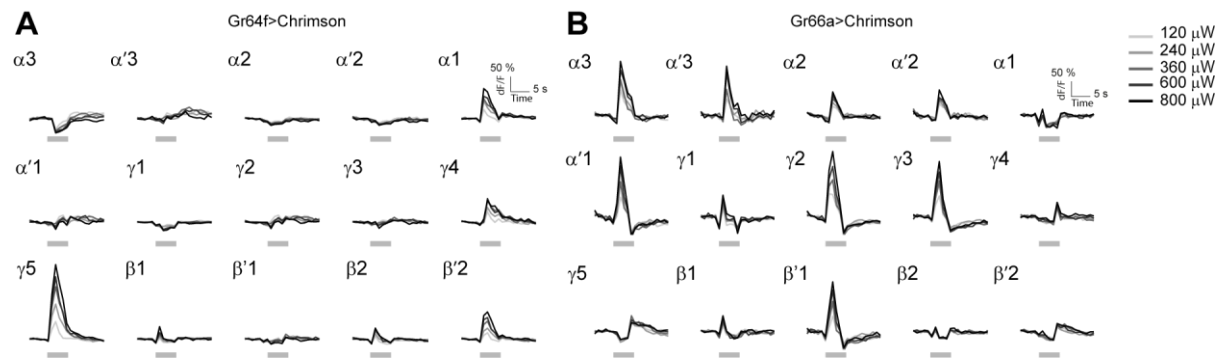 A
Gr64f>Chrimson
α3
α′3
α2
α′2
α1
50 %
dF/F
Time
5 s
α′1
γ1
γ2
γ3
γ4
γ5
β1
β'1
β2
β′2
B
Gr66a>Chrimson
α3
α′3
α2
α′2
α1
50 %
dF/F
Time
5 s
α′1
γ1
γ2
γ3
γ4
γ5
β1
β′1
β2
β′2
120 μW
240 μW
360 μW
600 μW
800 μW